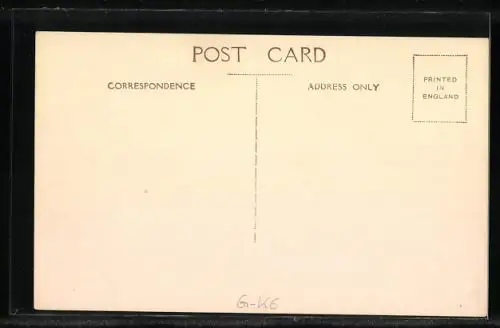 POST CARD
CORRESPONDENCE
ADDRESS ONLY
PRINTED
IN
ENGLAND
G-K6